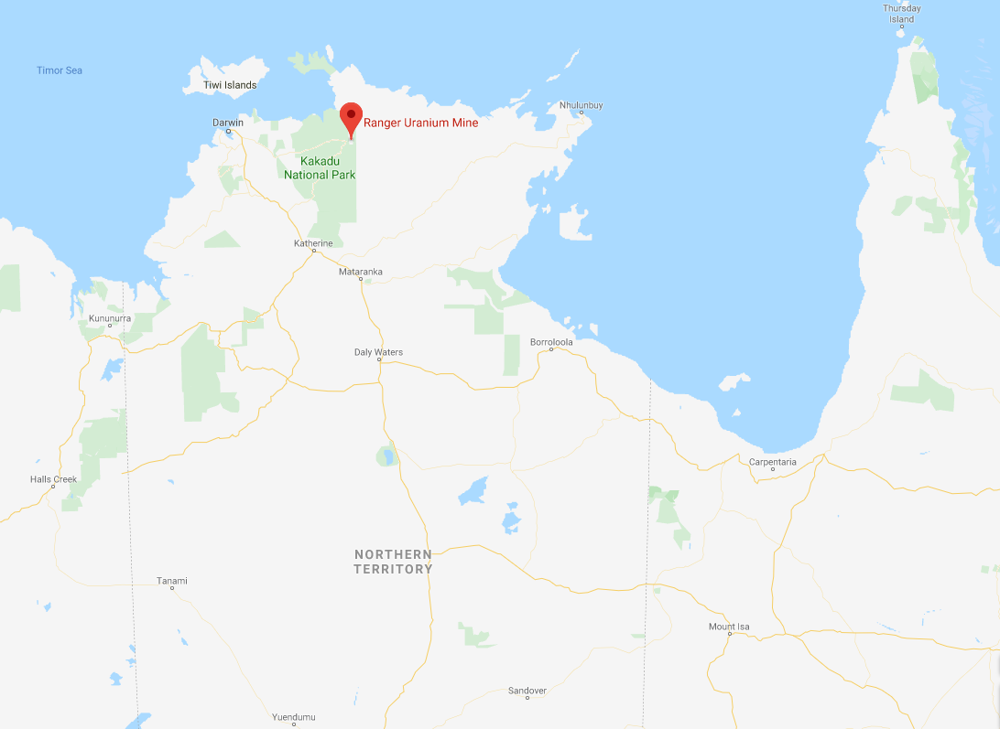 Thursday
Island
Timor Sea
Tiwi Islands
Nhulunbuy
Darwin
Ranger Uranium Mine
Kakadu
National Park
Katherine
Mataranka
Kununurra
Borroloola
Daly Waters
Carpentaria
Halls Creek
NORTHERN
TERRITORY
Tanami
Mount Isa
Sandover
Yuendumu